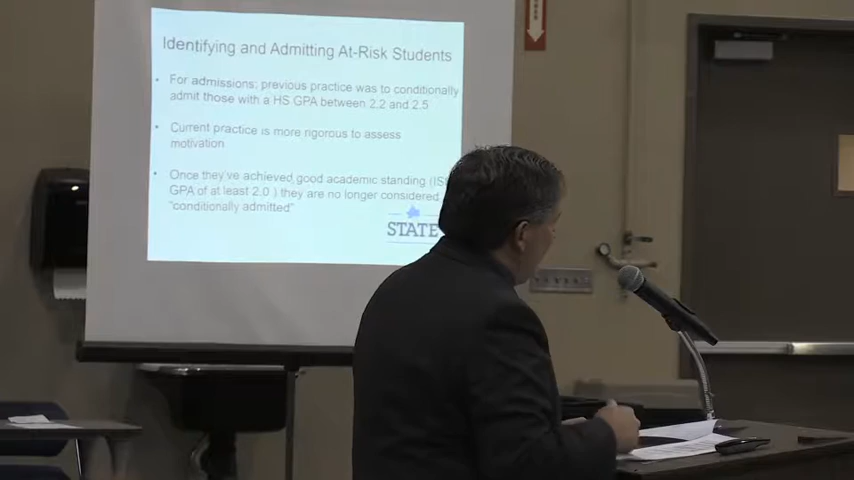 Identifying and Admitting At-Risk Students
• For admissions: previous practice was to conditionally
admit those with a HS GPA between 2.2 and 2.5
• Current practice is more rigorous to assess
motivation
• Once they've achieved good academic standing
GPA of at least 2.0 ) they are no longer considered
"conditionally admitted"
STATE